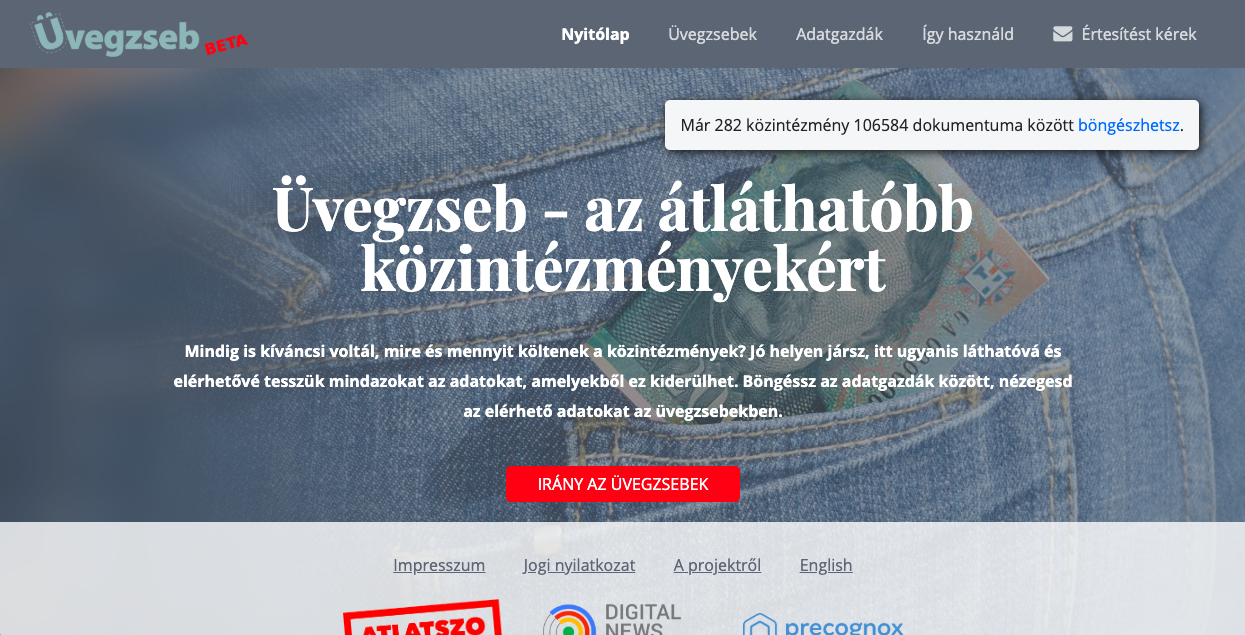 Üvegzseb BETA
Nyitólap Üvegzsebek Adatgazdák Így használd Értesítést kérek
Már 282 közintézmény 106584 dokumentuma között böngészhetsz.
Üvegzseb - az átláthatóbb
közintézményekért
Mindig is kíváncsi voltál, mire és mennyit költenek a közintézmények? Jó helyen jársz, itt ugyanis láthatóvá és
elérhetővé tesszük mindazokat az adatokat, amelyekből ez kiderülhet. Böngéssz az adatgazdák között, nézegesd
az elérhető adatokat az üvegzsebekben.
IRÁNY AZ ÜVEGZSEBEK
Impresszum Jogi nyilatkozat A projektről English
ATLATSZO DIGITAL
NEWS precognox